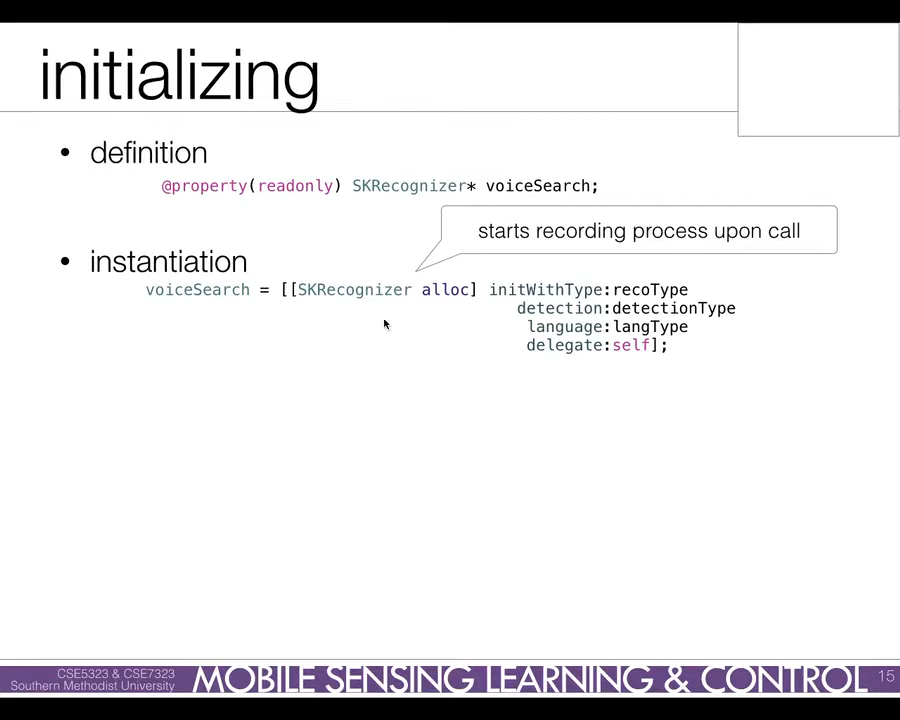 initializing
• definition
@property(readonly) SKRecognizer* voiceSearch;
starts recording process upon call
• instantiation
voiceSearch = [[SKRecognizer alloc] initWithType:recoType
detection:detectionType
language:langType
delegate:self];
CSE5323 & CSE7323
Southern Methodist University
MOBILE SENSING LEARNING & CONTROL
15